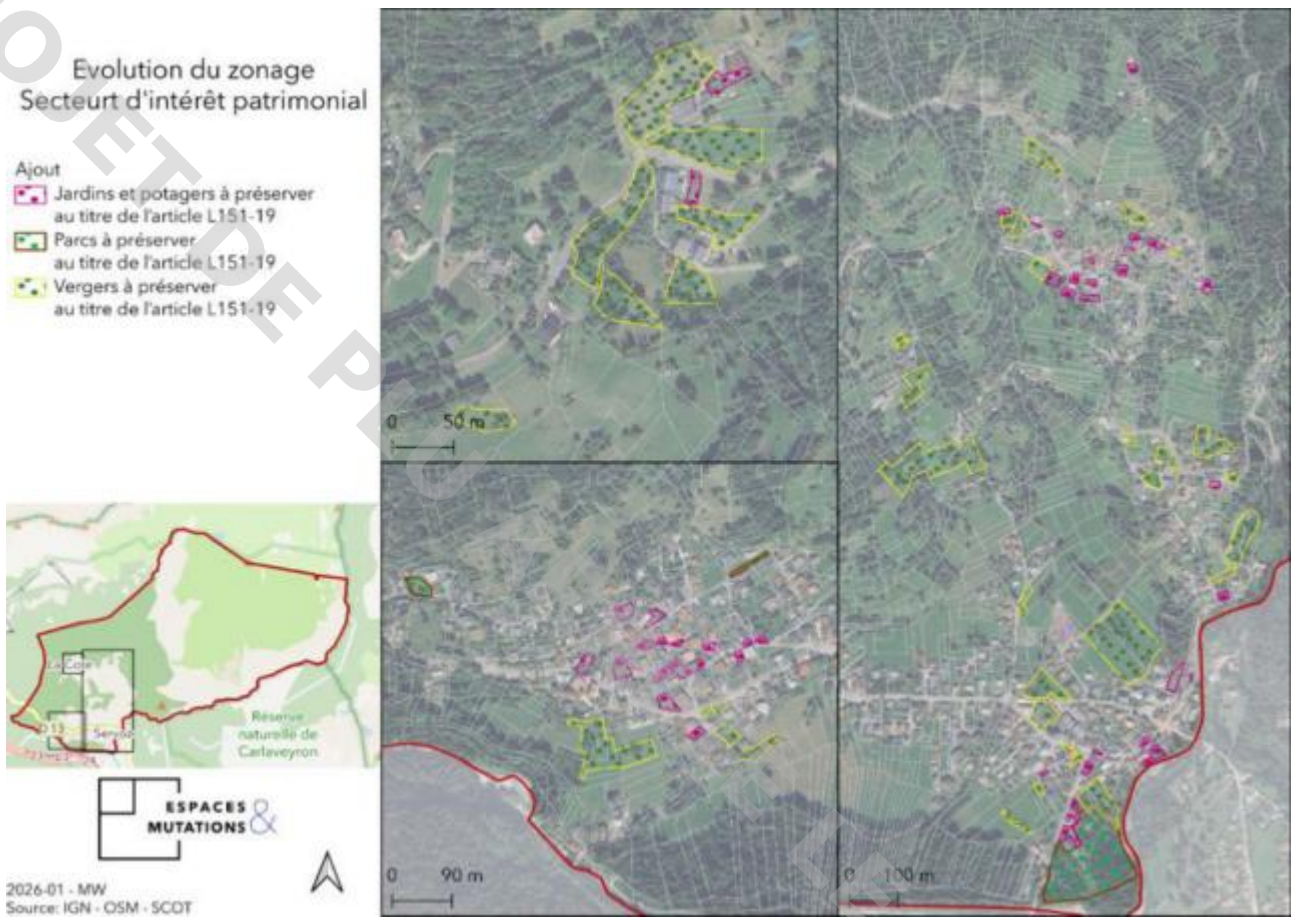 Evolution du zonage
Secteurt d'intérêt patrimonial
Ajout
Jardins et potagers à préserver
au titre de l'article L151-19
Parcs à préserver
au titre de l'article L151-19
Vergers à préserver
au titre de l'article L151-19
0 50 m
0 90 m
0 100 m
La Côte
D 13
Servoz
Réserve
naturelle de
Carlaveyron
ESPACES &
MUTATIONS
2026-01 - MW
Source: IGN - OSM - SCOT